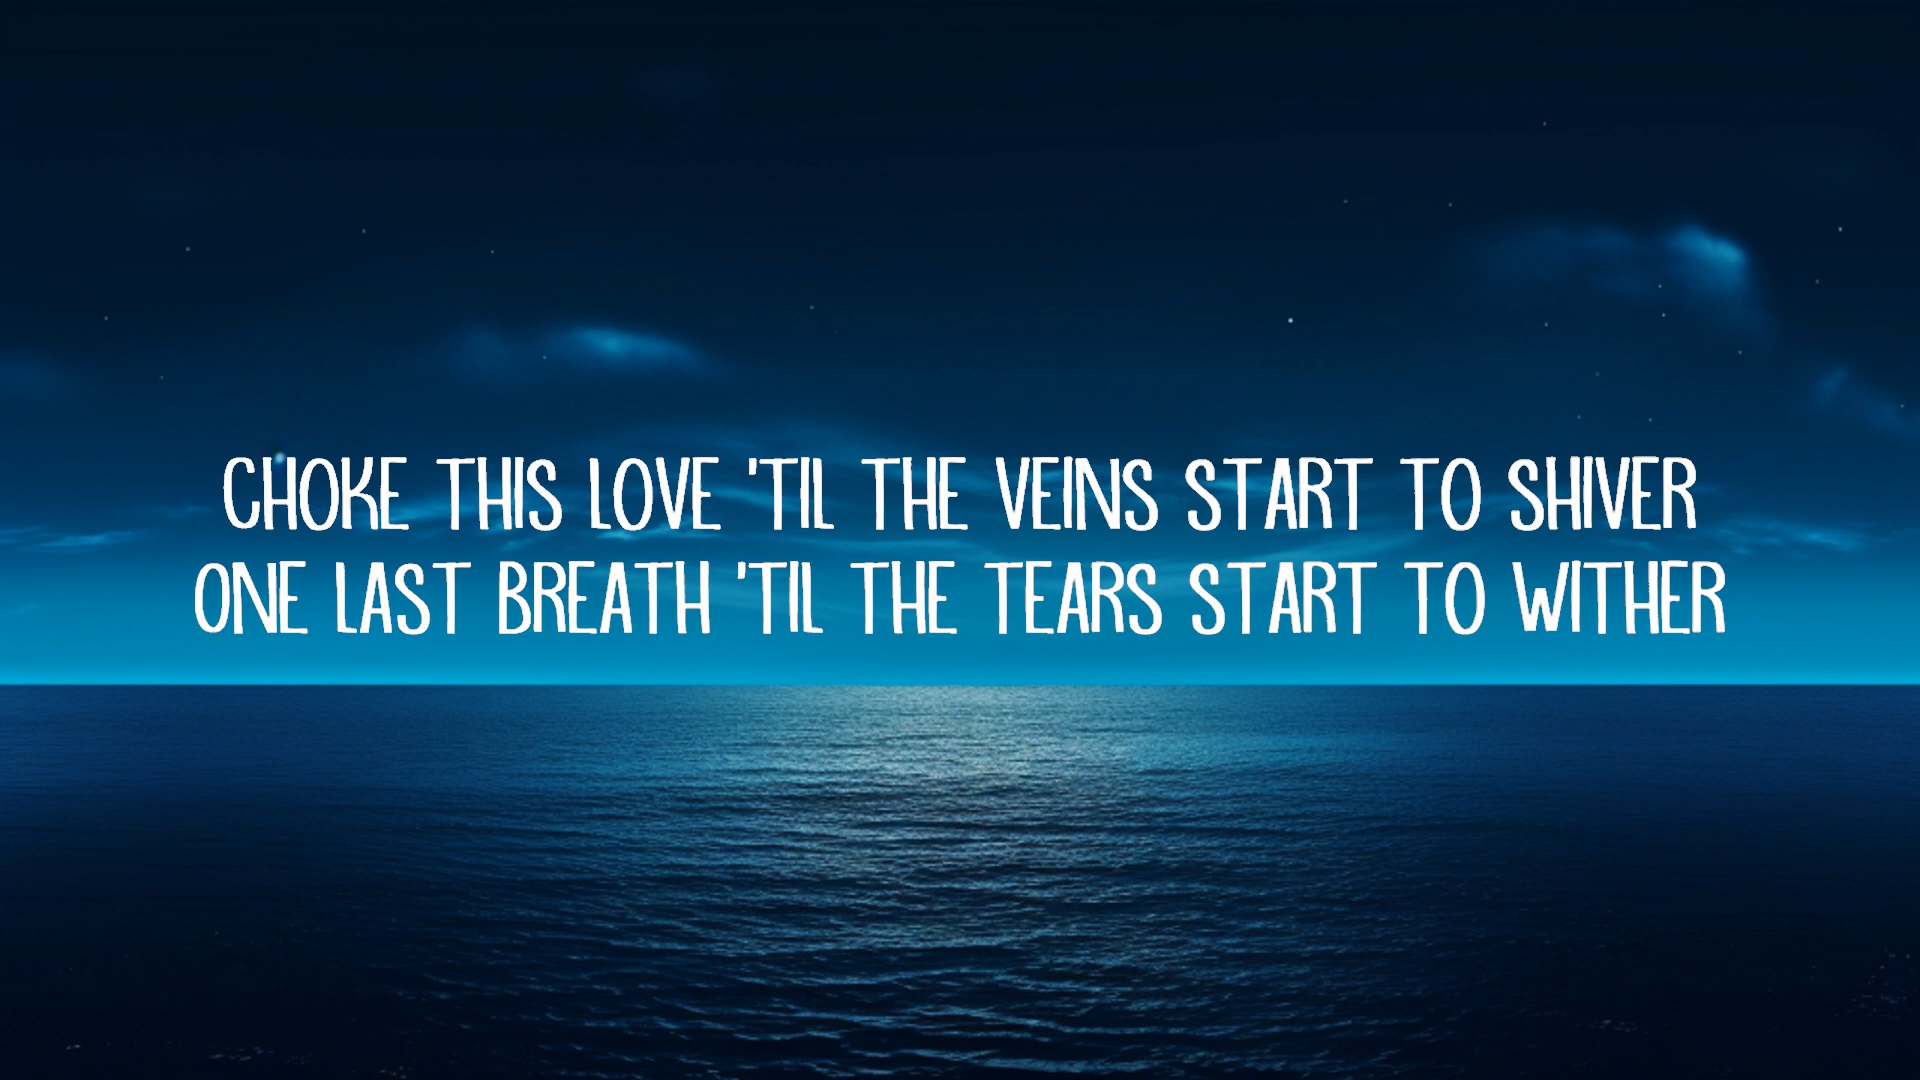 CHOKE THIS LOVE 'TIL THE VEINS START TO SHIVER
ONE LAST BREATH 'TIL THE TEARS START TO WITHER